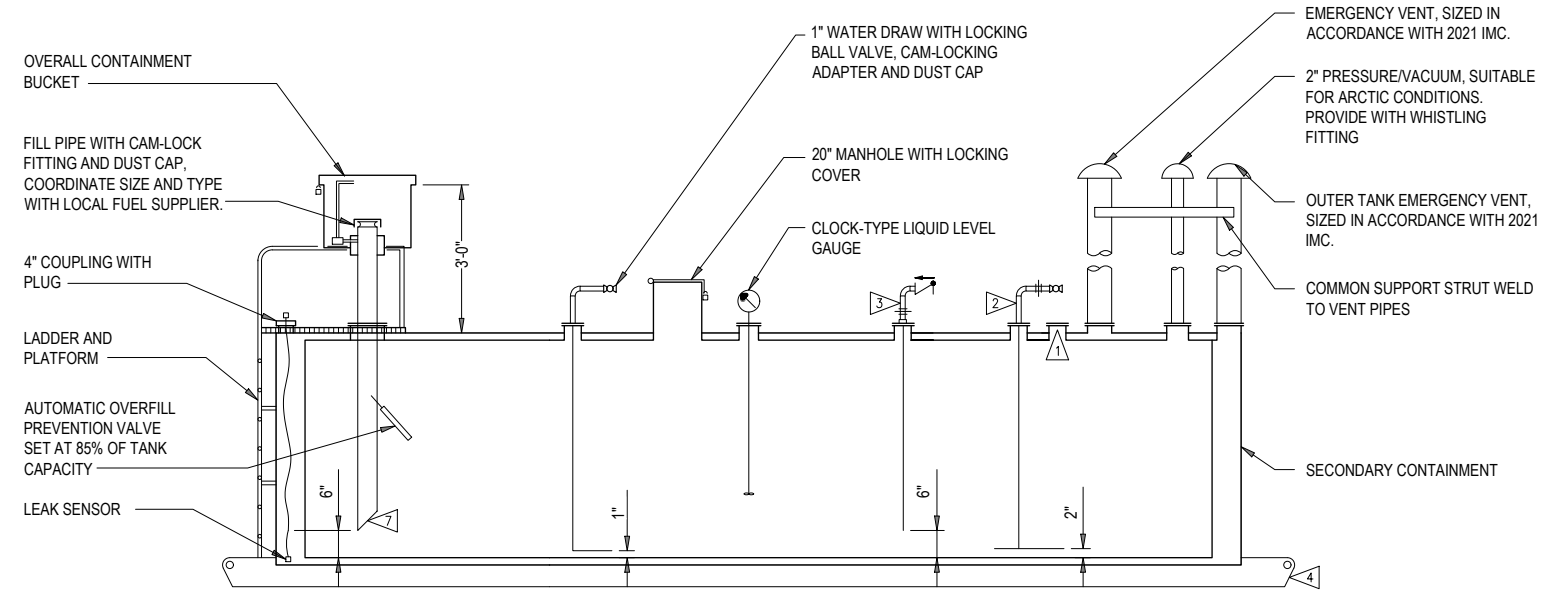 OVERALL CONTAINMENT
BUCKET
FILL PIPE WITH CAM-LOCK
FITTING AND DUST CAP,
COORDINATE SIZE AND TYPE
WITH LOCAL FUEL SUPPLIER.
4" COUPLING WITH
PLUG
LADDER AND
PLATFORM
AUTOMATIC OVERFILL
PREVENTION VALVE
SET AT 85% OF TANK
CAPACITY
LEAK SENSOR
3'-0"
1" WATER DRAW WITH LOCKING
BALL VALVE, CAM-LOCKING
ADAPTER AND DUST CAP
20" MANHOLE WITH LOCKING
COVER
CLOCK-TYPE LIQUID LEVEL
GAUGE
EMERGENCY VENT, SIZED IN
ACCORDANCE WITH 2021 IMC.
2" PRESSURE/VACUUM, SUITABLE
FOR ARCTIC CONDITIONS.
PROVIDE WITH WHISTLING
FITTING
OUTER TANK EMERGENCY VENT,
SIZED IN ACCORDANCE WITH 2021
IMC.
COMMON SUPPORT STRUT WELD
TO VENT PIPES
SECONDARY CONTAINMENT
3
2
1
6"
7
1"
6"
2"
4